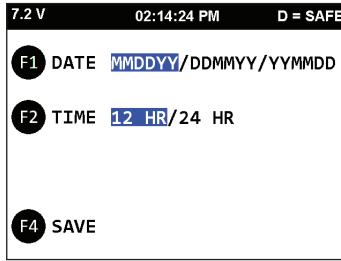 7.2 V 02:14:24 PM D = SAFE
F1 DATE MMDDYY/DDMMYY/YYMMDD
F2 TIME 12 HR/24 HR
F4 SAVE